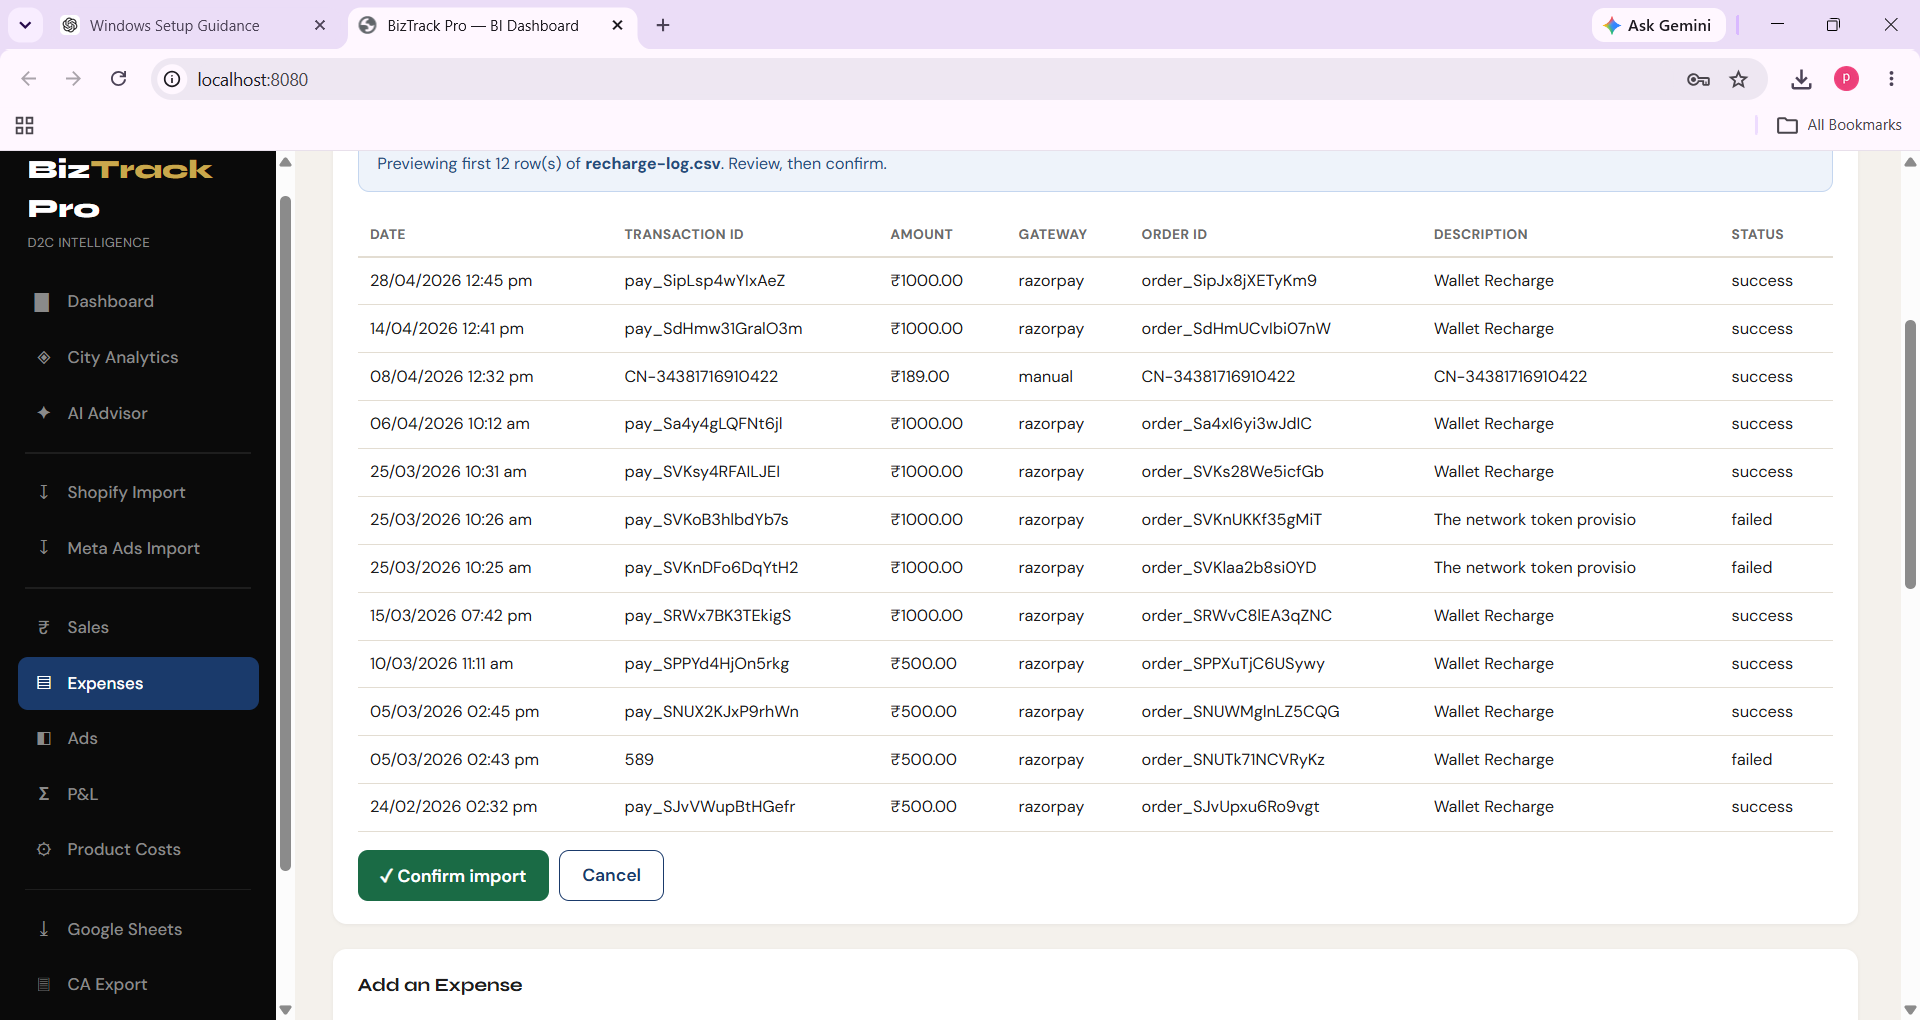 Windows Setup Guidance
BizTrack Pro — BI Dashboard
Ask Gemini
localhost:8080
P
All Bookmarks
BizTrack
Pro
D2C INTELLIGENCE
Dashboard
City Analytics
AI Advisor
Shopify Import
Meta Ads Import
₹ Sales
Expenses
Ads
Σ P&L
Product Costs
Google Sheets
CA Export
Previewing first 12 row(s) of recharge-log.csv. Review, then confirm.
DATE TRANSACTION ID AMOUNT GATEWAY ORDER ID DESCRIPTION STATUS
28/04/2026 12:45 pm pay_SipLsp4wYIxAeZ ₹1000.00 razorpay order_SipJx8jXETyKm9 Wallet Recharge success
14/04/2026 12:41 pm pay_SdHmw31GralO3m ₹1000.00 razorpay order_SdHmUCvIbi07nW Wallet Recharge success
08/04/2026 12:32 pm CN-34381716910422 ₹189.00 manual CN-34381716910422 CN-34381716910422 success
06/04/2026 10:12 am pay_Sa4y4gLQFNt6jl ₹1000.00 razorpay order_Sa4xI6yi3wJdIC Wallet Recharge success
25/03/2026 10:31 am pay_SVKsy4RFAILJEI ₹1000.00 razorpay order_SVKs28We5icfGb Wallet Recharge success
25/03/2026 10:26 am pay_SVKoB3hlbdYb7s ₹1000.00 razorpay order_SVKnUKKf35gMiT The network token provisio failed
25/03/2026 10:25 am pay_SVKnDFo6DqYtH2 ₹1000.00 razorpay order_SVKlaa2b8si0YD The network token provisio failed
15/03/2026 07:42 pm pay_SRWx7BK3TEkigS ₹1000.00 razorpay order_SRWvC8lEA3qZNC Wallet Recharge success
10/03/2026 11:11 am pay_SPPYd4HjOn5rkg ₹500.00 razorpay order_SPPXuTjC6USywy Wallet Recharge success
05/03/2026 02:45 pm pay_SNUX2KJxP9rhWn ₹500.00 razorpay order_SNUWMglnLZ5CQG Wallet Recharge success
05/03/2026 02:43 pm 589 ₹500.00 razorpay order_SNUTk71NCVRyKz Wallet Recharge failed
24/02/2026 02:32 pm pay_SJvVWupBtHGefr ₹500.00 razorpay order_SJvUpxu6Ro9vgt Wallet Recharge success
✓ Confirm import
Cancel
Add an Expense